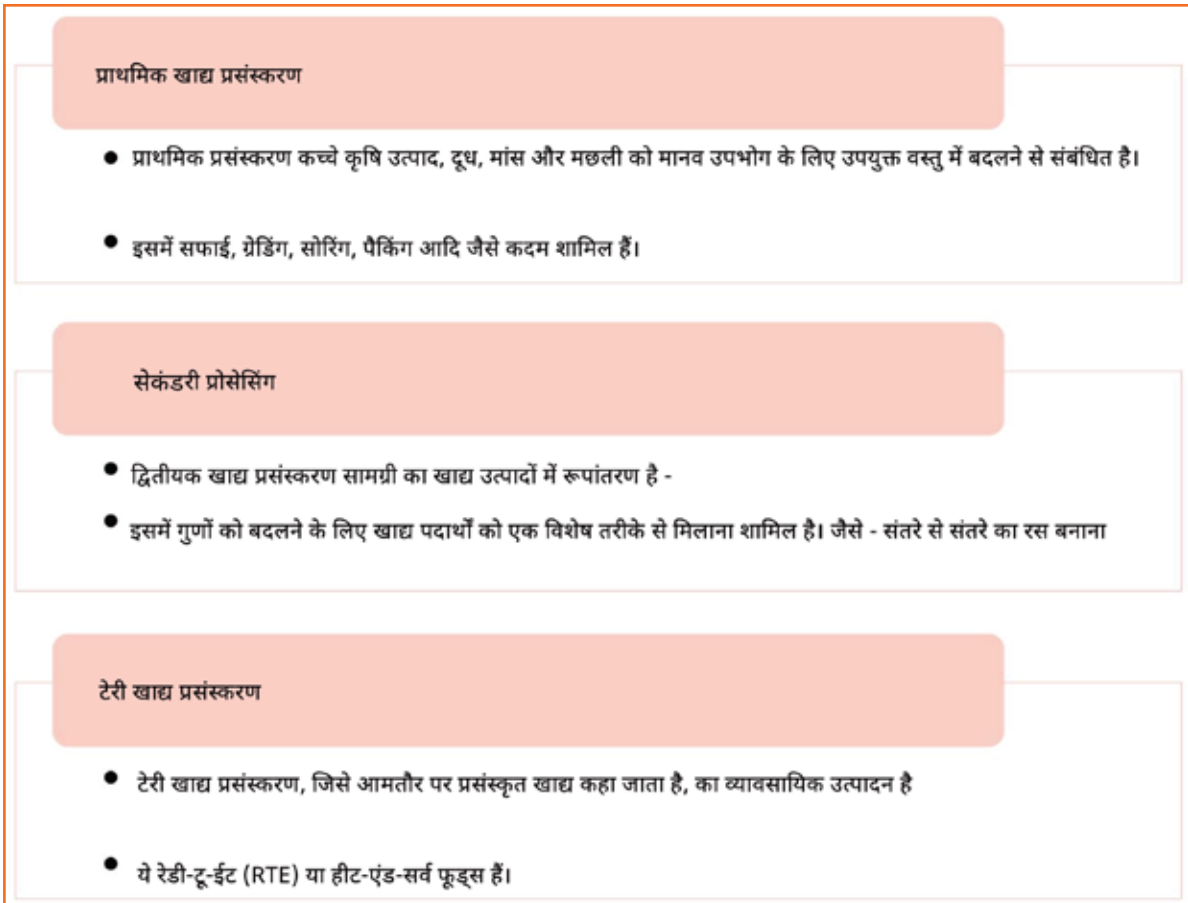 प्राथमिक खाद्य प्रसंस्करण
● प्राथमिक प्रसंस्करण कच्चे कृषि उत्पाद, दूध, मांस और मछली को मानव उपभोग के लिए उपयुक्त वस्तु में बदलने से संबंधित है।
● इसमें सफाई, ग्रेडिंग, सोरिंग, पैकिंग आदि जैसे कदम शामिल हैं।
सेकंडरी प्रोसेसिंग
● द्वितीयक खाद्य प्रसंस्करण सामग्री का खाद्य उत्पादों में रूपांतरण है -
● इसमें गुणों को बदलने के लिए खाद्य पदार्थों को एक विशेष तरीके से मिलाना शामिल है। जैसे - संतरे से संतरे का रस बनाना
टेरी खाद्य प्रसंस्करण
● टेरी खाद्य प्रसंस्करण, जिसे आमतौर पर प्रसंस्कृत खाद्य कहा जाता है, का व्यावसायिक उत्पादन है
● ये रेडी-टू-ईट (RTE) या हीट-एंड-सर्व फूड्स हैं।